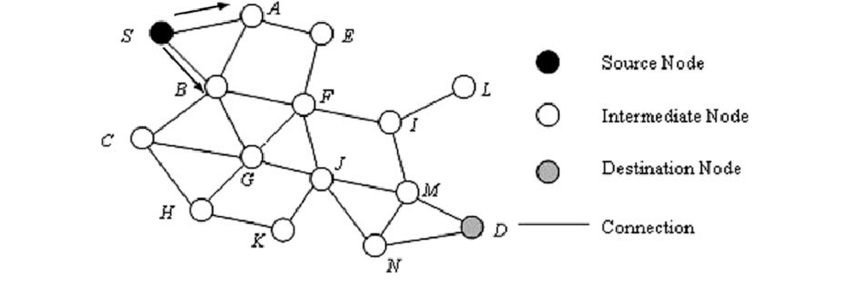 S
A
E
B
F
L
I
C
G
J
M
H
K
D
N
Source Node
Intermediate Node
Destination Node
Connection